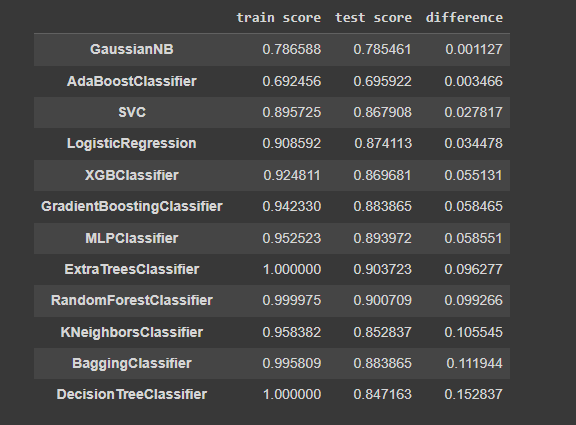 train score test score difference
GaussianNB 0.786588 0.785461 0.001127
AdaBoostClassifier 0.692456 0.695922 0.003466
SVC 0.895725 0.867908 0.027817
LogisticRegression 0.908592 0.874113 0.034478
XGBClassifier 0.924811 0.869681 0.055131
GradientBoostingClassifier 0.942330 0.883865 0.058465
MLPClassifier 0.952523 0.893972 0.058551
ExtraTreesClassifier 1.000000 0.903723 0.096277
RandomForestClassifier 0.999975 0.900709 0.099266
KNeighborsClassifier 0.958382 0.852837 0.105545
BaggingClassifier 0.995809 0.883865 0.111944
DecisionTreeClassifier 1.000000 0.847163 0.152837